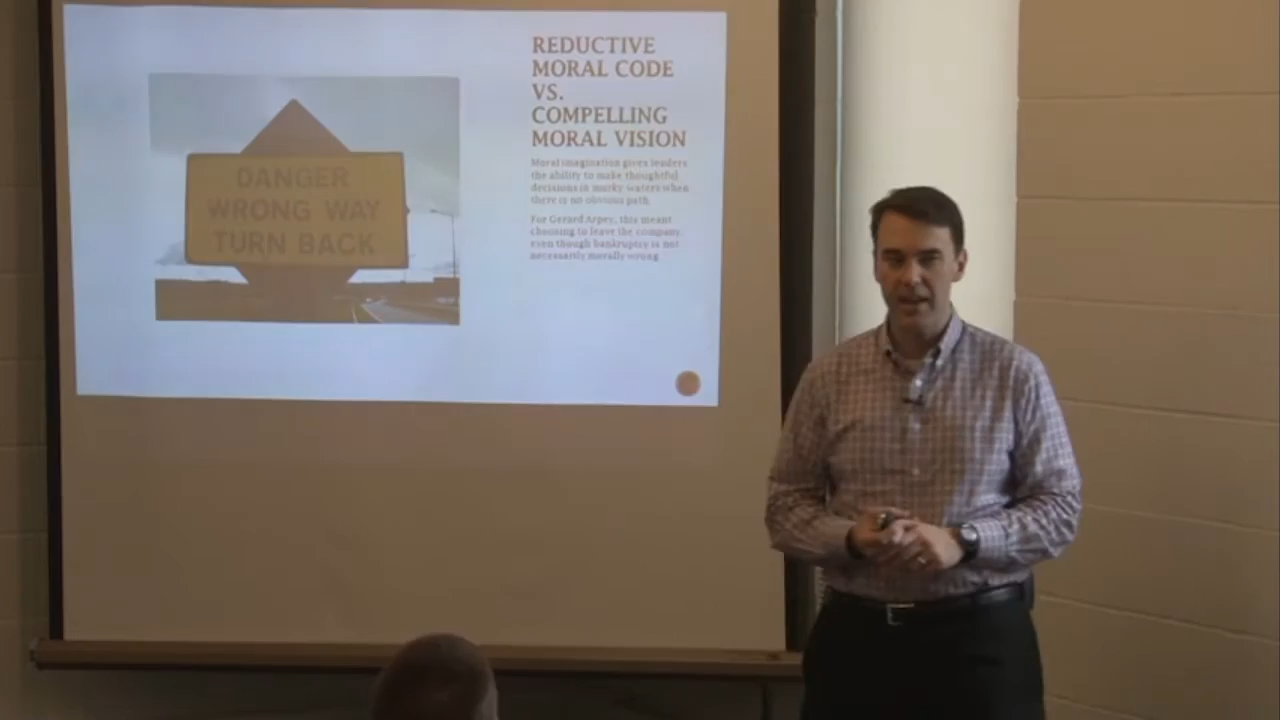 DANGER
WRONG WAY
TURN BACK
REDUCTIVE
MORAL CODE
VS.
COMPELLING
MORAL VISION
Moral imagination gives leaders
the ability to make thoughtful
decisions in murky waters when
there is no obvious path.
For Gerard Arpey, this meant
choosing to leave the company,
even though bankruptcy is not
necessarily morally wrong